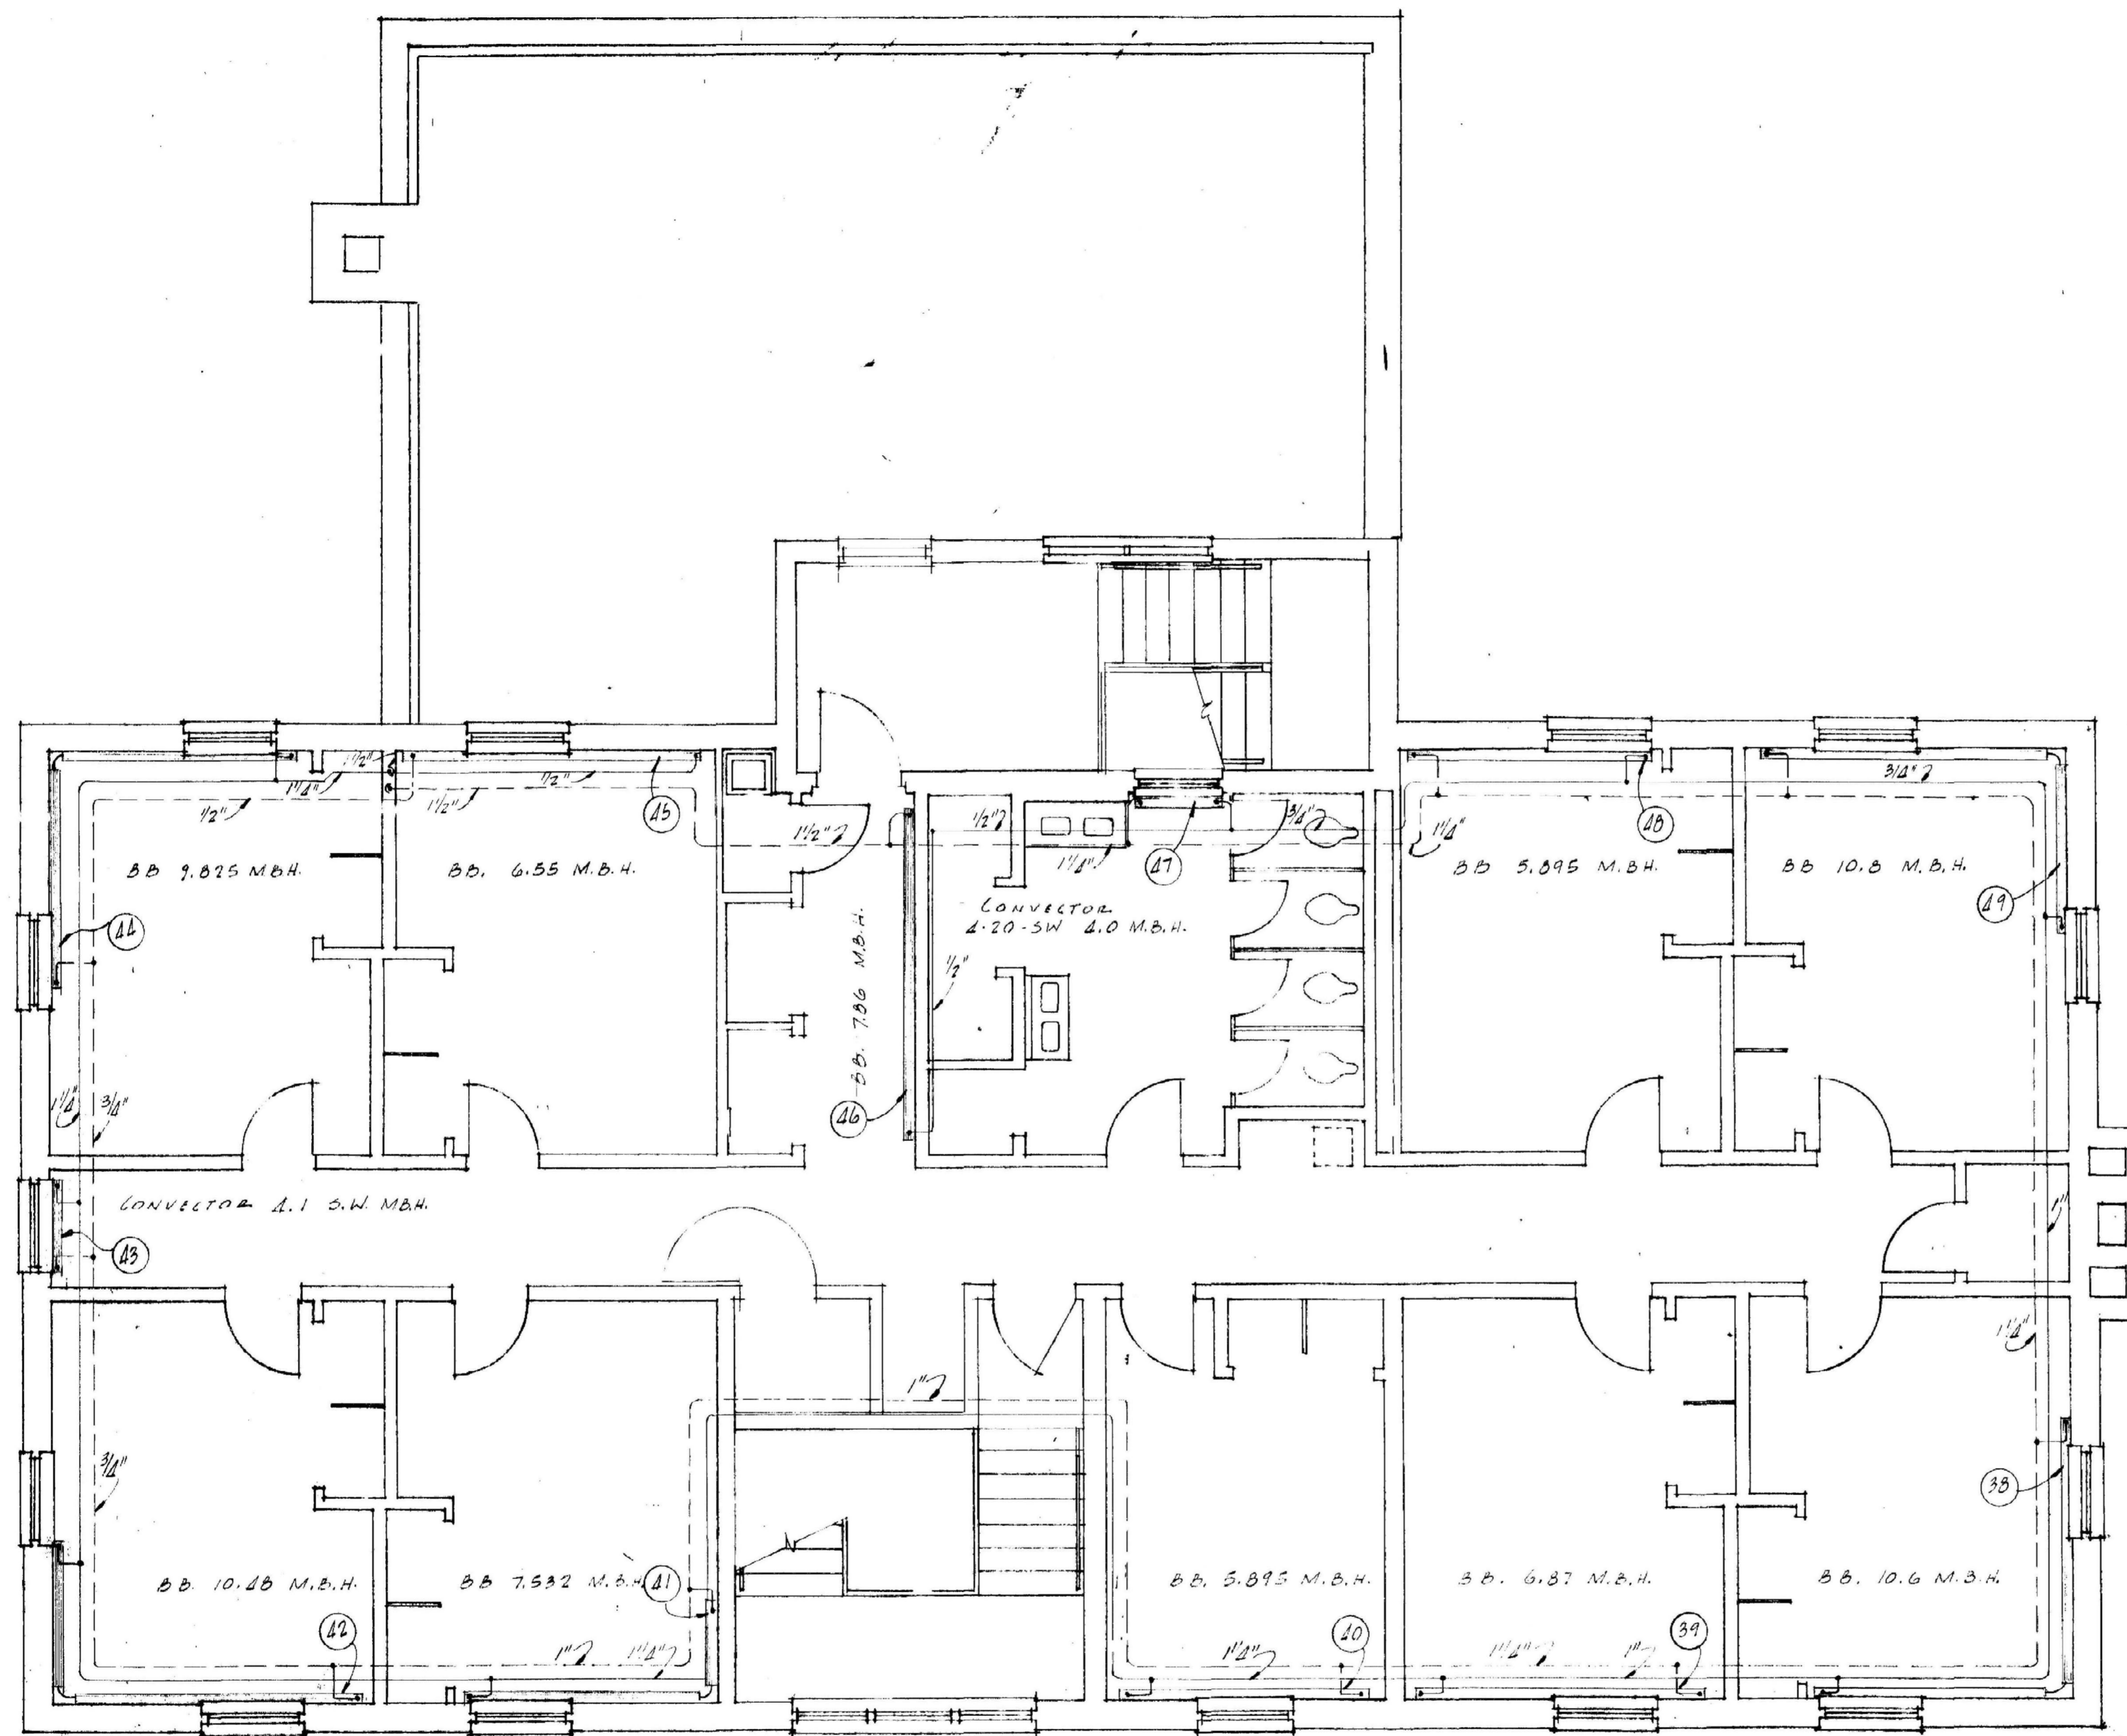 1 1/2"
1 1/4"
1/2"
1/2"
1 1/2"
45
BB 9.825 M.B.H.
BB. 6.55 M.B.H.
44
1 1/2"
1/2"
1 1/4"
3/4"
47
CONVECTOR
4-20-SW 4.0 M.B.H.
1/2"
BB. 7.86 M.B.H.
46
1 1/4"
48
3/4"
BB 5.895 M.B.H.
BB 10.8 M.B.H.
49
1 1/4"
3/4"
CONVECTOR 4.1 S.W. M.B.H.
43
1"
1 1/4"
1"
3/4"
38
BB. 10.48 M.B.H.
BB 7.532 M.B.H.
41
BB. 5.895 M.B.H.
BB. 6.87 M.B.H.
BB. 10.6 M.B.H.
42
1"
1 1/4"
1 1/4"
40
1 1/4"
1"
39